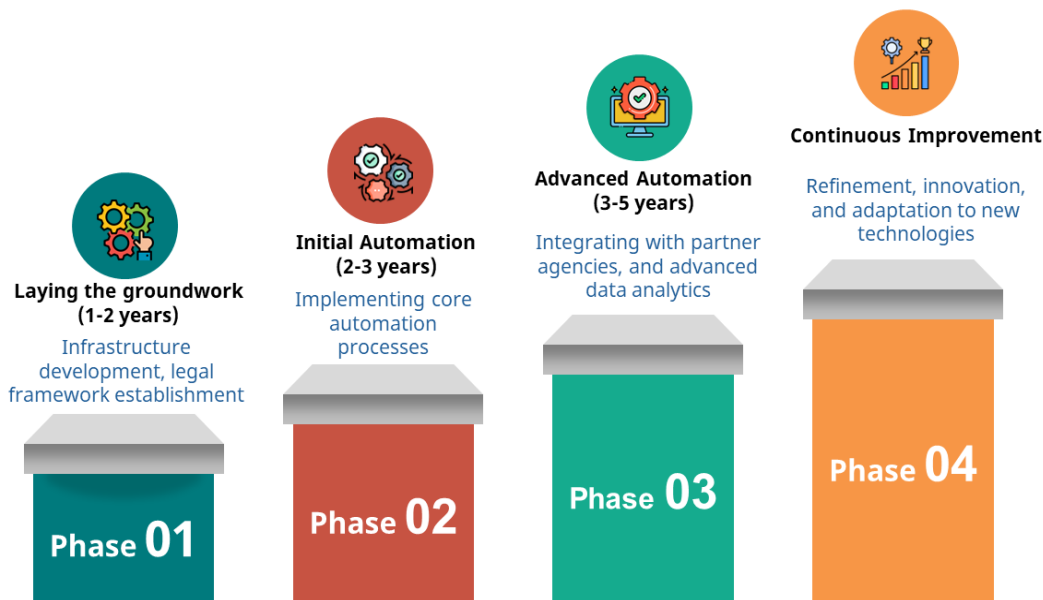 Laying the groundwork
(1-2 years)
Infrastructure
development, legal
framework establishment
Phase 01
Initial Automation
(2-3 years)
Implementing core
automation
processes
Phase 02
Advanced Automation
(3-5 years)
Integrating with partner
agencies, and advanced
data analytics
Phase 03
Continuous Improvement
Refinement, innovation,
and adaptation to new
technologies
Phase 04